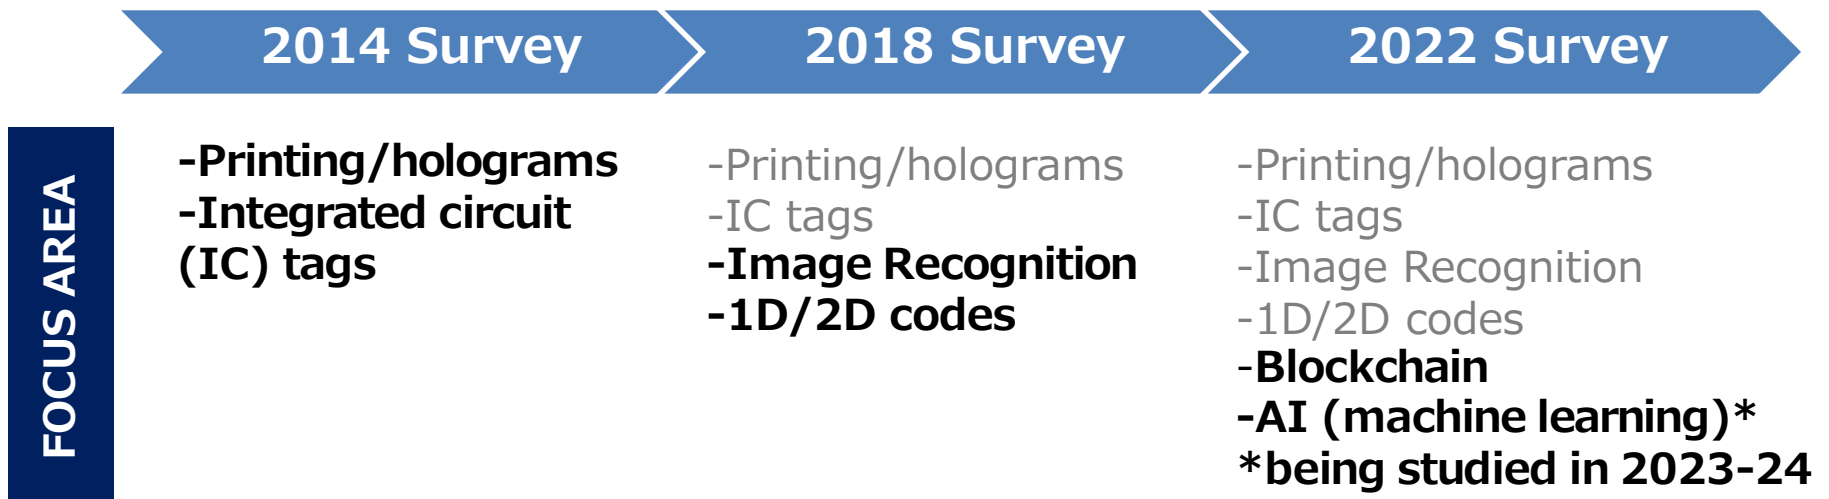 2014 Survey
2018 Survey
2022 Survey
FOCUS AREA
-Printing/holograms
-Integrated circuit
(IC) tags
-Printing/holograms
-IC tags
-Image Recognition
-1D/2D codes
-Printing/holograms
-IC tags
-Image Recognition
-1D/2D codes
-Blockchain
-AI (machine learning)*
*being studied in 2023-24